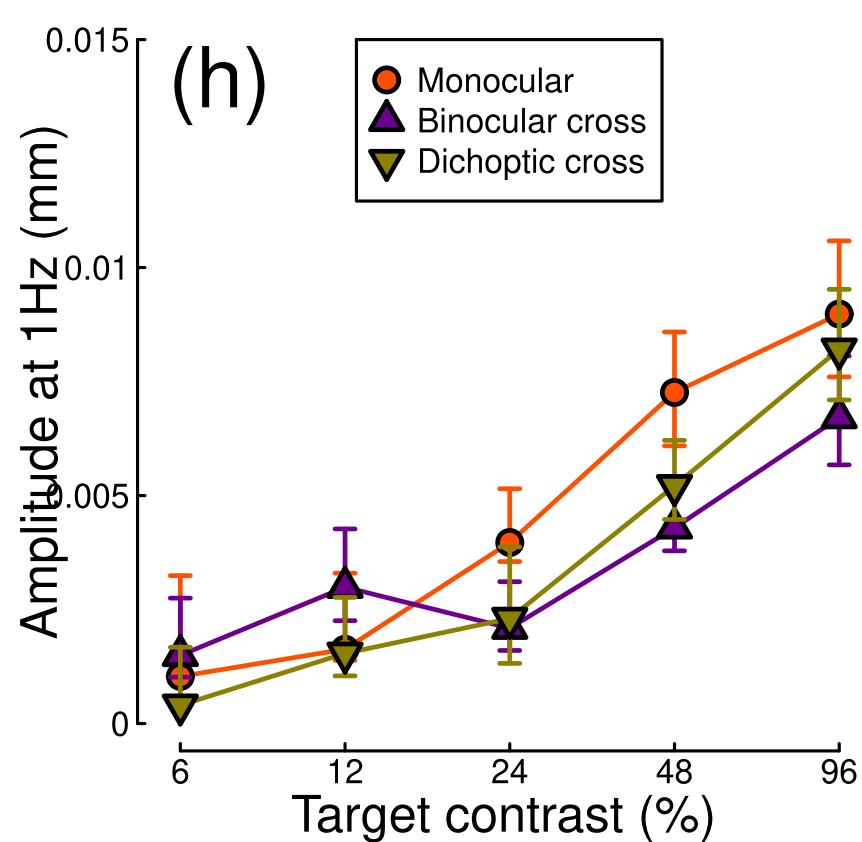 (h)
Monocular
Binocular cross
Dichoptic cross
Amplitude at 1Hz (mm)
0.015
0.01
0.005
0
6 12 24 48 96
Target contrast (%)